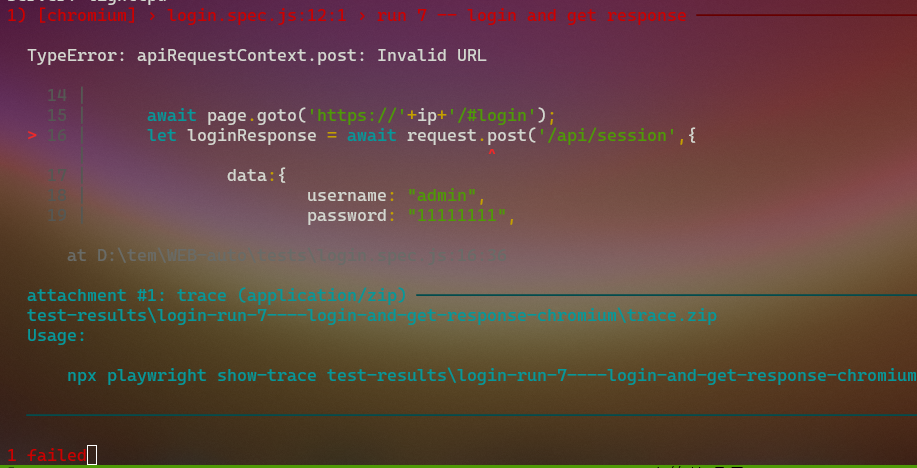 1) [chromium] › login.spec.js:12:1 › run 7 -- login and get response
TypeError: apiRequestContext.post: Invalid URL
14 |
15 | await page.goto('https://'+ip+'/#login');
> 16 | let loginResponse = await request.post('/api/session',{
| ^
17 | data:{
18 | username: "admin",
19 | password: "11111111",
at D:\tem\WEB
attachment #1: trace (application/zip)
test-results\login-run-7----login-and-get-response-chromium\trace.zip
Usage:
npx playwright show-trace test-results\login-run-7----login-and-get-response-chromium
1 failed